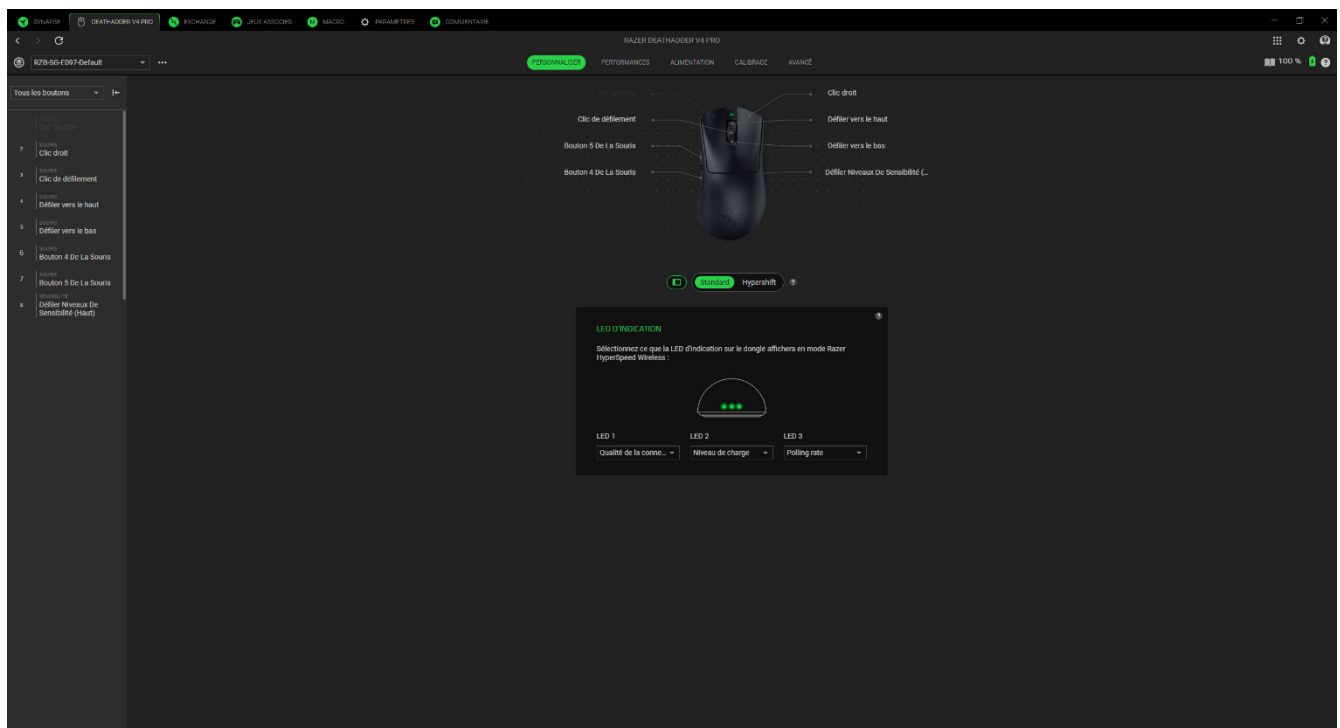 SYNAPSE
DEATHADDER V4 PRO
EXCHANGE
JEUX ASSOCIÉS
MACRO
PARAMÈTRES
COMMENTAIRE
RAZER DEATHADDER V4 PRO
RZ8-SG-E097-Default
PERSONNALISER
PERFORMANCES
ALIMENTATION
CALIBRAGE
AVANCÉ
100 %
Tous les boutons
SOURIS
Clic gauche
2
SOURIS
Clic droit
3
SOURIS
Clic de défilement
4
SOURIS
Défiler vers le haut
5
SOURIS
Défiler vers le bas
6
SOURIS
Bouton 4 De La Souris
7
SOURIS
Bouton 5 De La Souris
8
Défiler Niveaux De
Sensibilité (Haut)
Clic gauche
Clic droit
Clic de défilement
Défiler vers le haut
Bouton 5 De La Souris
Défiler vers le bas
Bouton 4 De La Souris
Défiler Niveaux De Sensibilité (...
Standard
Hypershift
?
?
LED D'INDICATION
Sélectionnez ce que la LED d'indication sur le dongle affichera en mode Razer
HyperSpeed Wireless :
LED 1
LED 2
LED 3
Qualité de la conne...
Niveau de charge
Polling rate